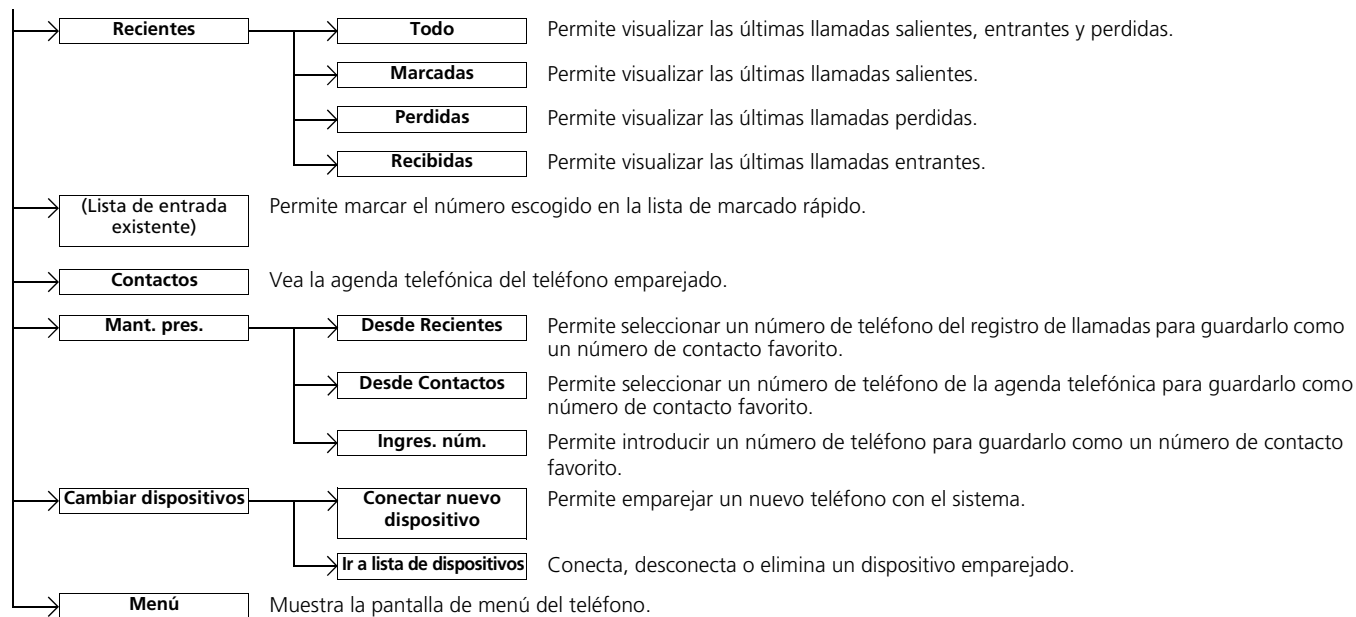 Recientes
Todo
Permite visualizar las últimas llamadas salientes, entrantes y perdidas.
Marcadas
Permite visualizar las últimas llamadas salientes.
Perdidas
Permite visualizar las últimas llamadas perdidas.
Recibidas
Permite visualizar las últimas llamadas entrantes.
(Lista de entrada
existente)
Permite marcar el número escogido en la lista de marcado rápido.
Contactos
Vea la agenda telefónica del teléfono emparejado.
Mant. pres.
Desde Recientes
Permite seleccionar un número de teléfono del registro de llamadas para guardarlo como
un número de contacto favorito.
Desde Contactos
Permite seleccionar un número de teléfono de la agenda telefónica para guardarlo como
número de contacto favorito.
Ingres. núm.
Permite introducir un número de teléfono para guardarlo como un número de contacto
favorito.
Cambiar dispositivos
Conectar nuevo
dispositivo
Permite emparejar un nuevo teléfono con el sistema.
Ir a lista de dispositivos
Conecta, desconecta o elimina un dispositivo emparejado.
Menú
Muestra la pantalla de menú del teléfono.